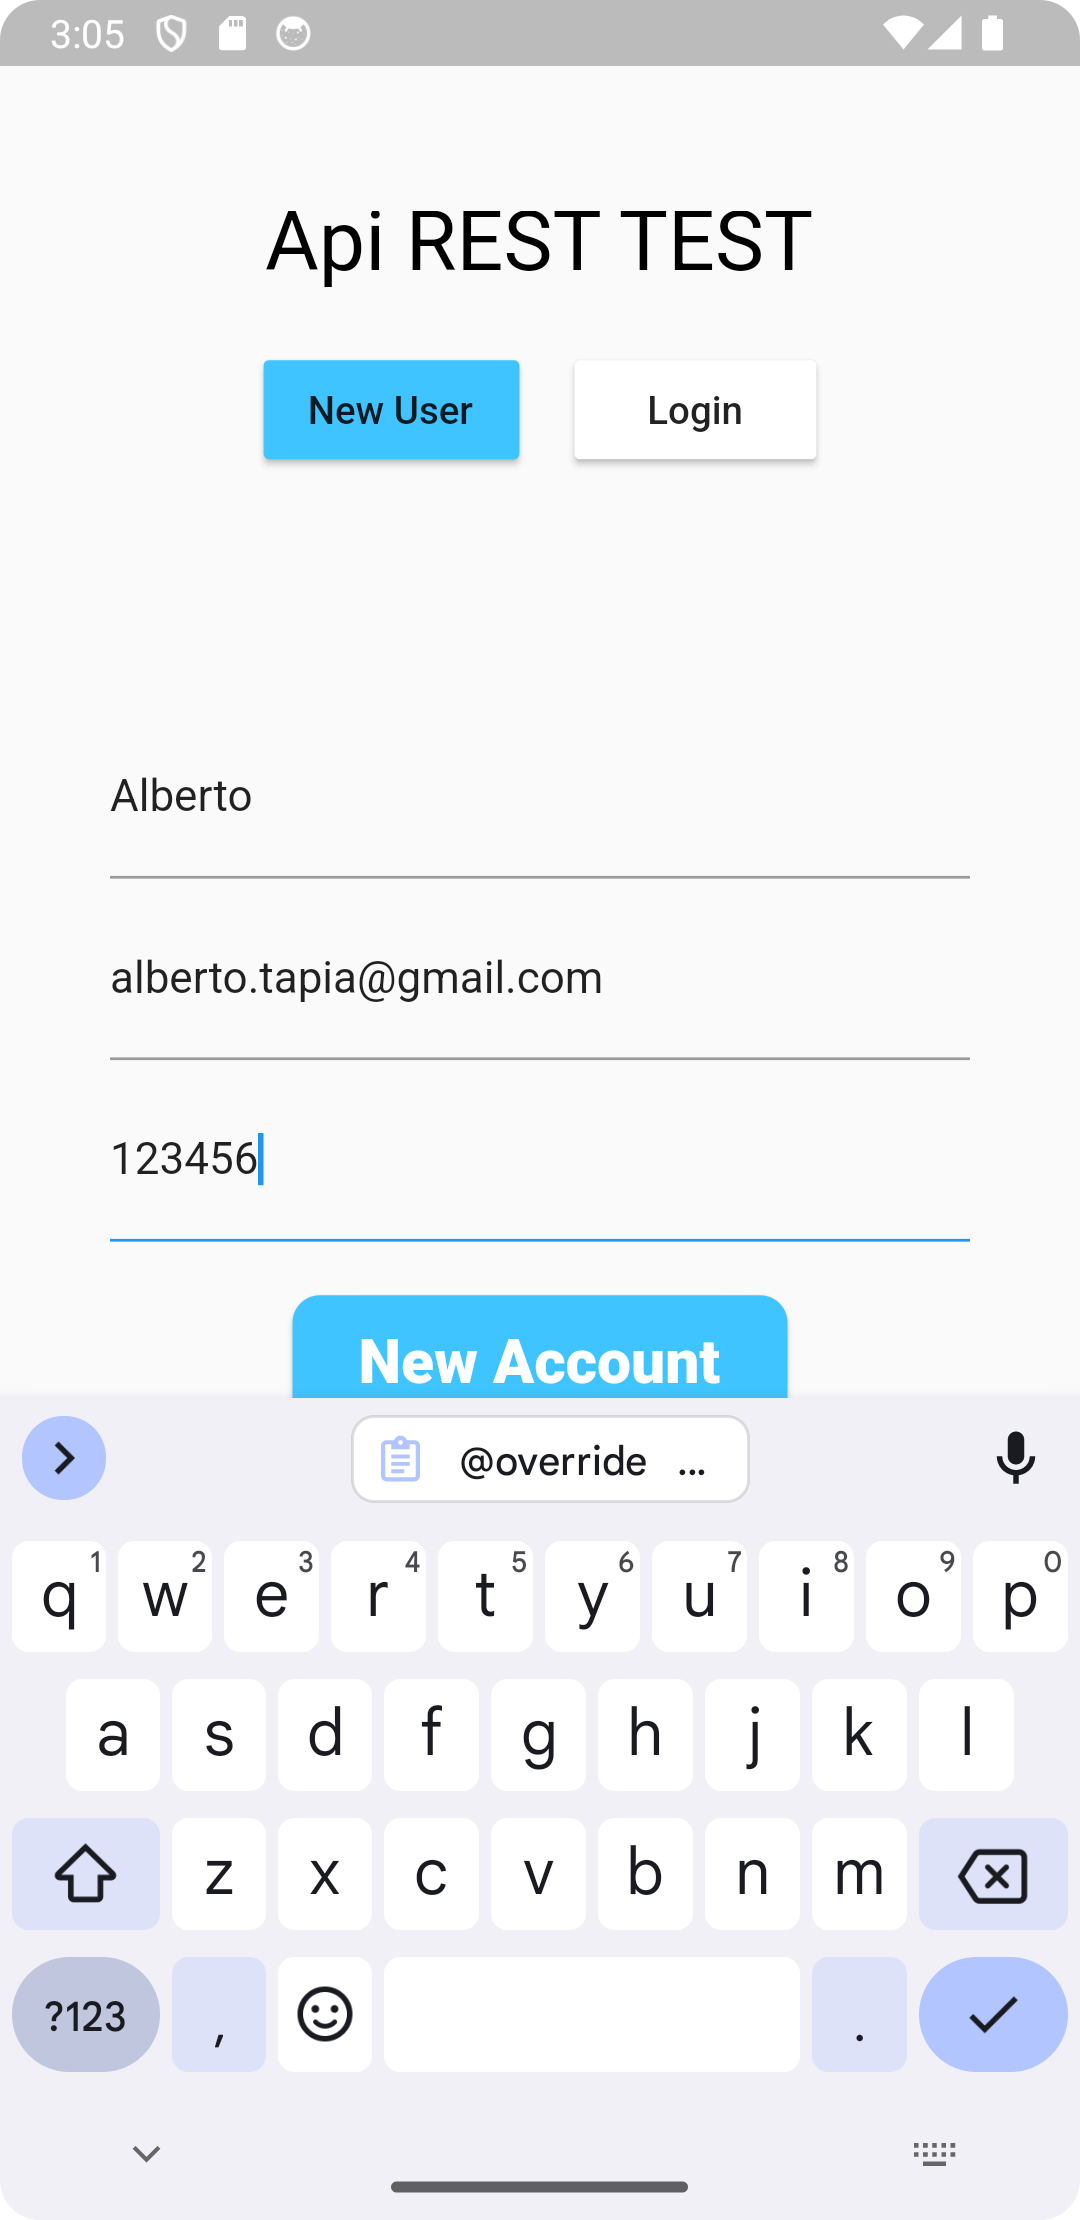 3:05
Api REST TEST
New User Login
Alberto
alberto.tapia@gmail.com
123456
New Account
@override ...
q 1 w 2 e 3 r 4 t 5 y 6 u 7 i 8 o 9 p 0
a s d f g h j k l
z x c v b n m
?123 , .